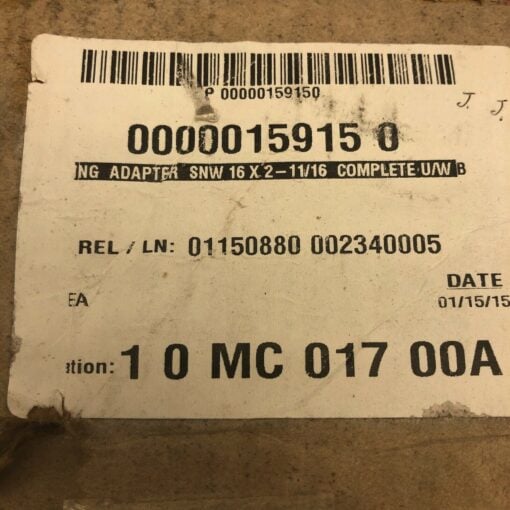 P 00000159150
J. J.
0000015915 0
NG ADAPTER SNW 16 X 2-11/16 COMPLETE U/W B
REL / LN: 01150880 002340005
EA
DATE
01/15/15
ation: 1 0 MC 017 00A